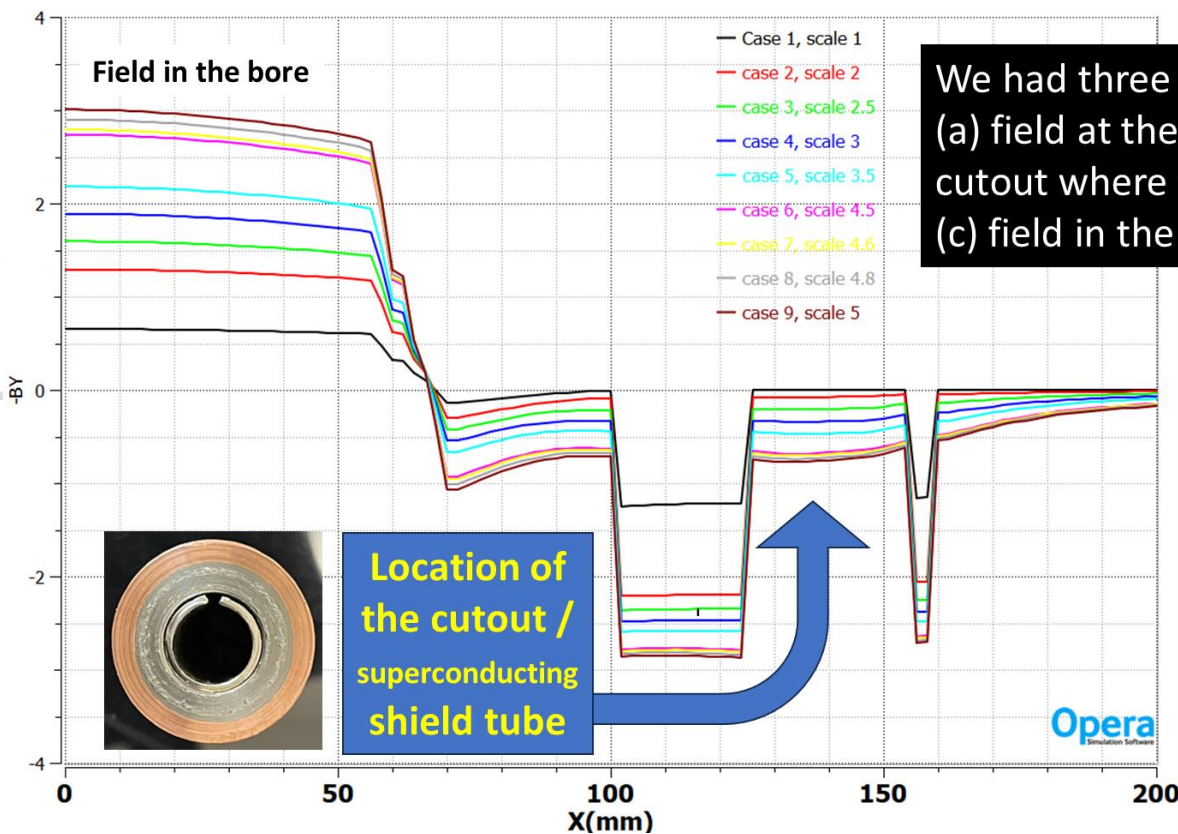 4
2
0
-2
-4
-BY
Field in the bore
Case 1, scale 1
case 2, scale 2
case 3, scale 2.5
case 4, scale 3
case 5, scale 3.5
case 6, scale 4.5
case 7, scale 4.6
case 8, scale 4.8
case 9, scale 5
We had three
(a) field at the
cutout where
(c) field in the
Location of
the cutout /
superconducting
shield tube
Opera
Simulation Software
0
50
100
150
200
X(mm)